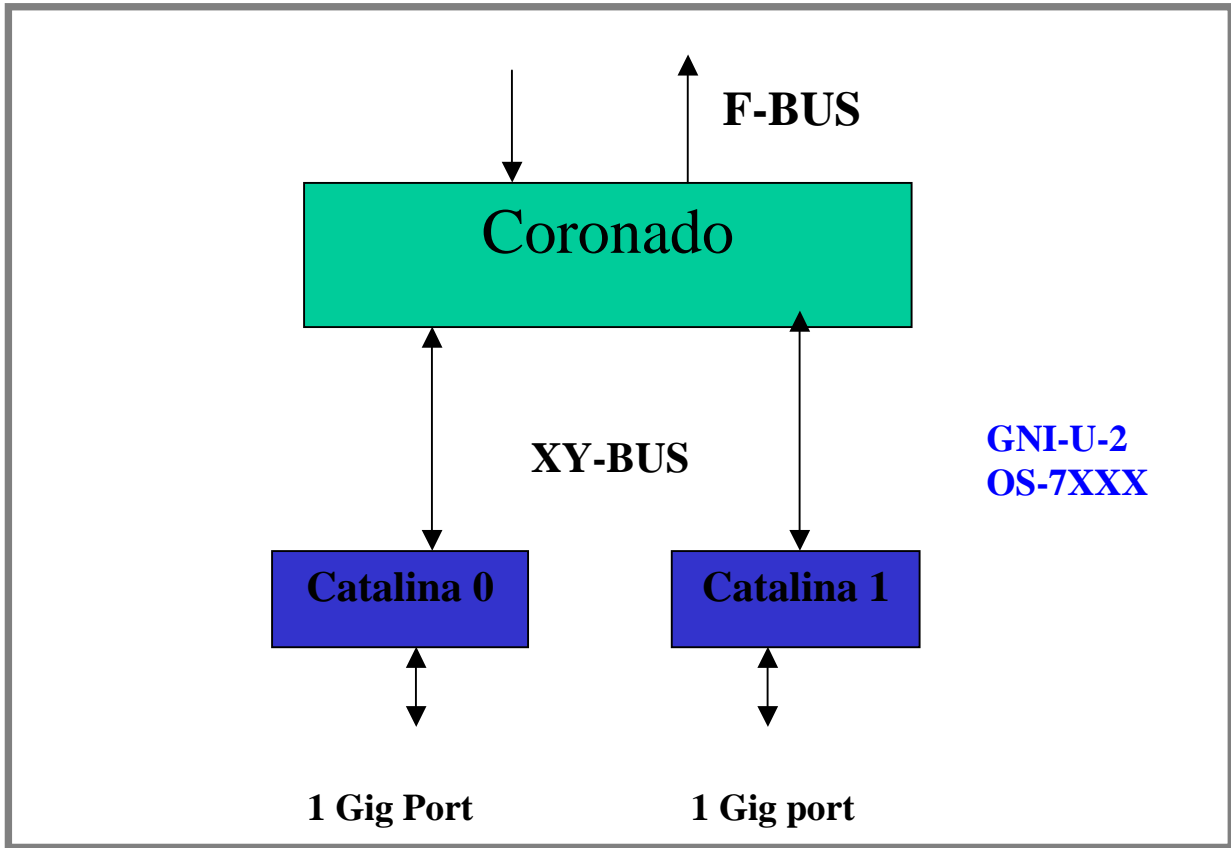 F-BUS
Coronado
XY-BUS
GNI-U-2
OS-7XXX
Catalina 0
Catalina 1
1 Gig Port
1 Gig port